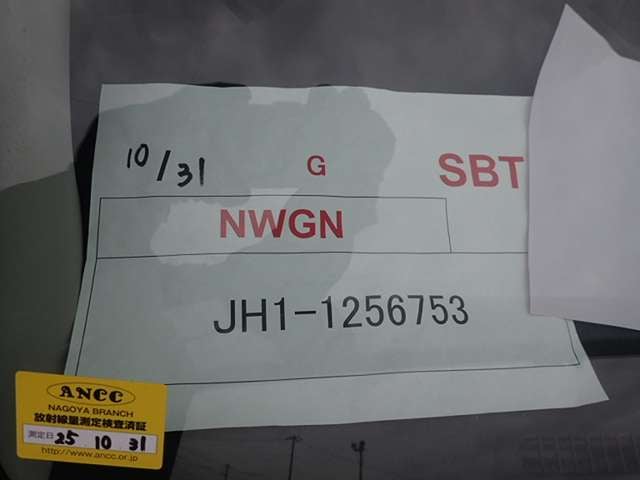 10/31 G SBT
NWGN
JH1-1256753
ANCC
NAGOYA BRANCH
放射線量測定検査済証
測定日 25 10 31
http://www.ancc.or.jp